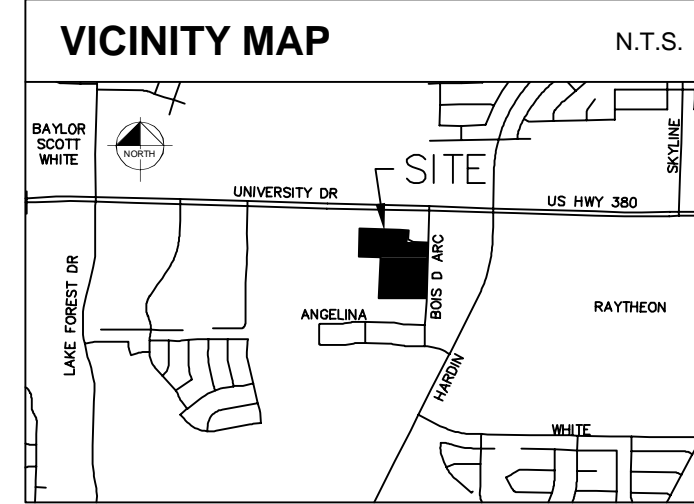 VICINITY MAP
N.T.S.
BAYLOR
SCOTT
WHITE
NORTH
SITE
SKYLINE
UNIVERSITY DR
US HWY 380
LAKE FOREST DR
BOIS D ARC
RAYTHEON
ANGELINA
HARDIN
WHITE